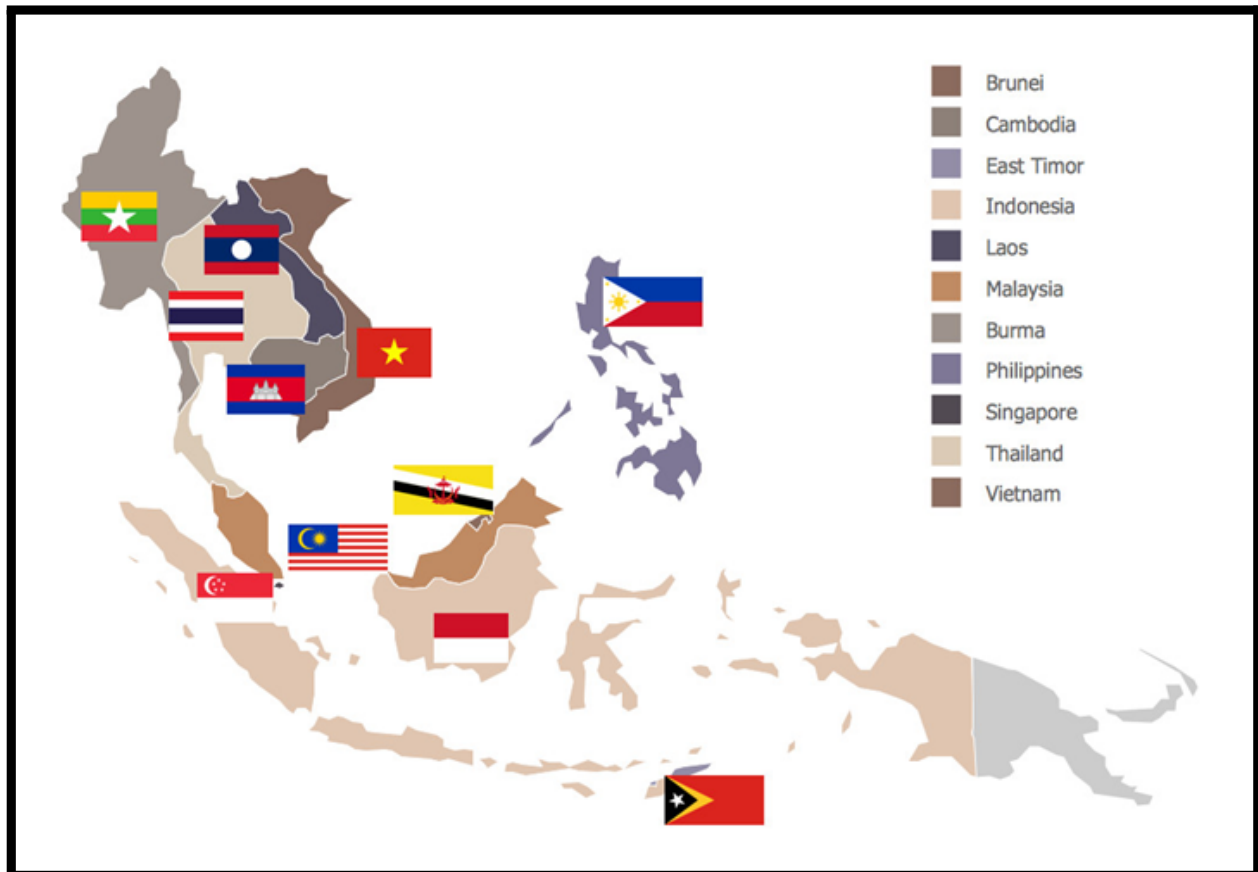 Brunei
Cambodia
East Timor
Indonesia
Laos
Malaysia
Burma
Philippines
Singapore
Thailand
Vietnam